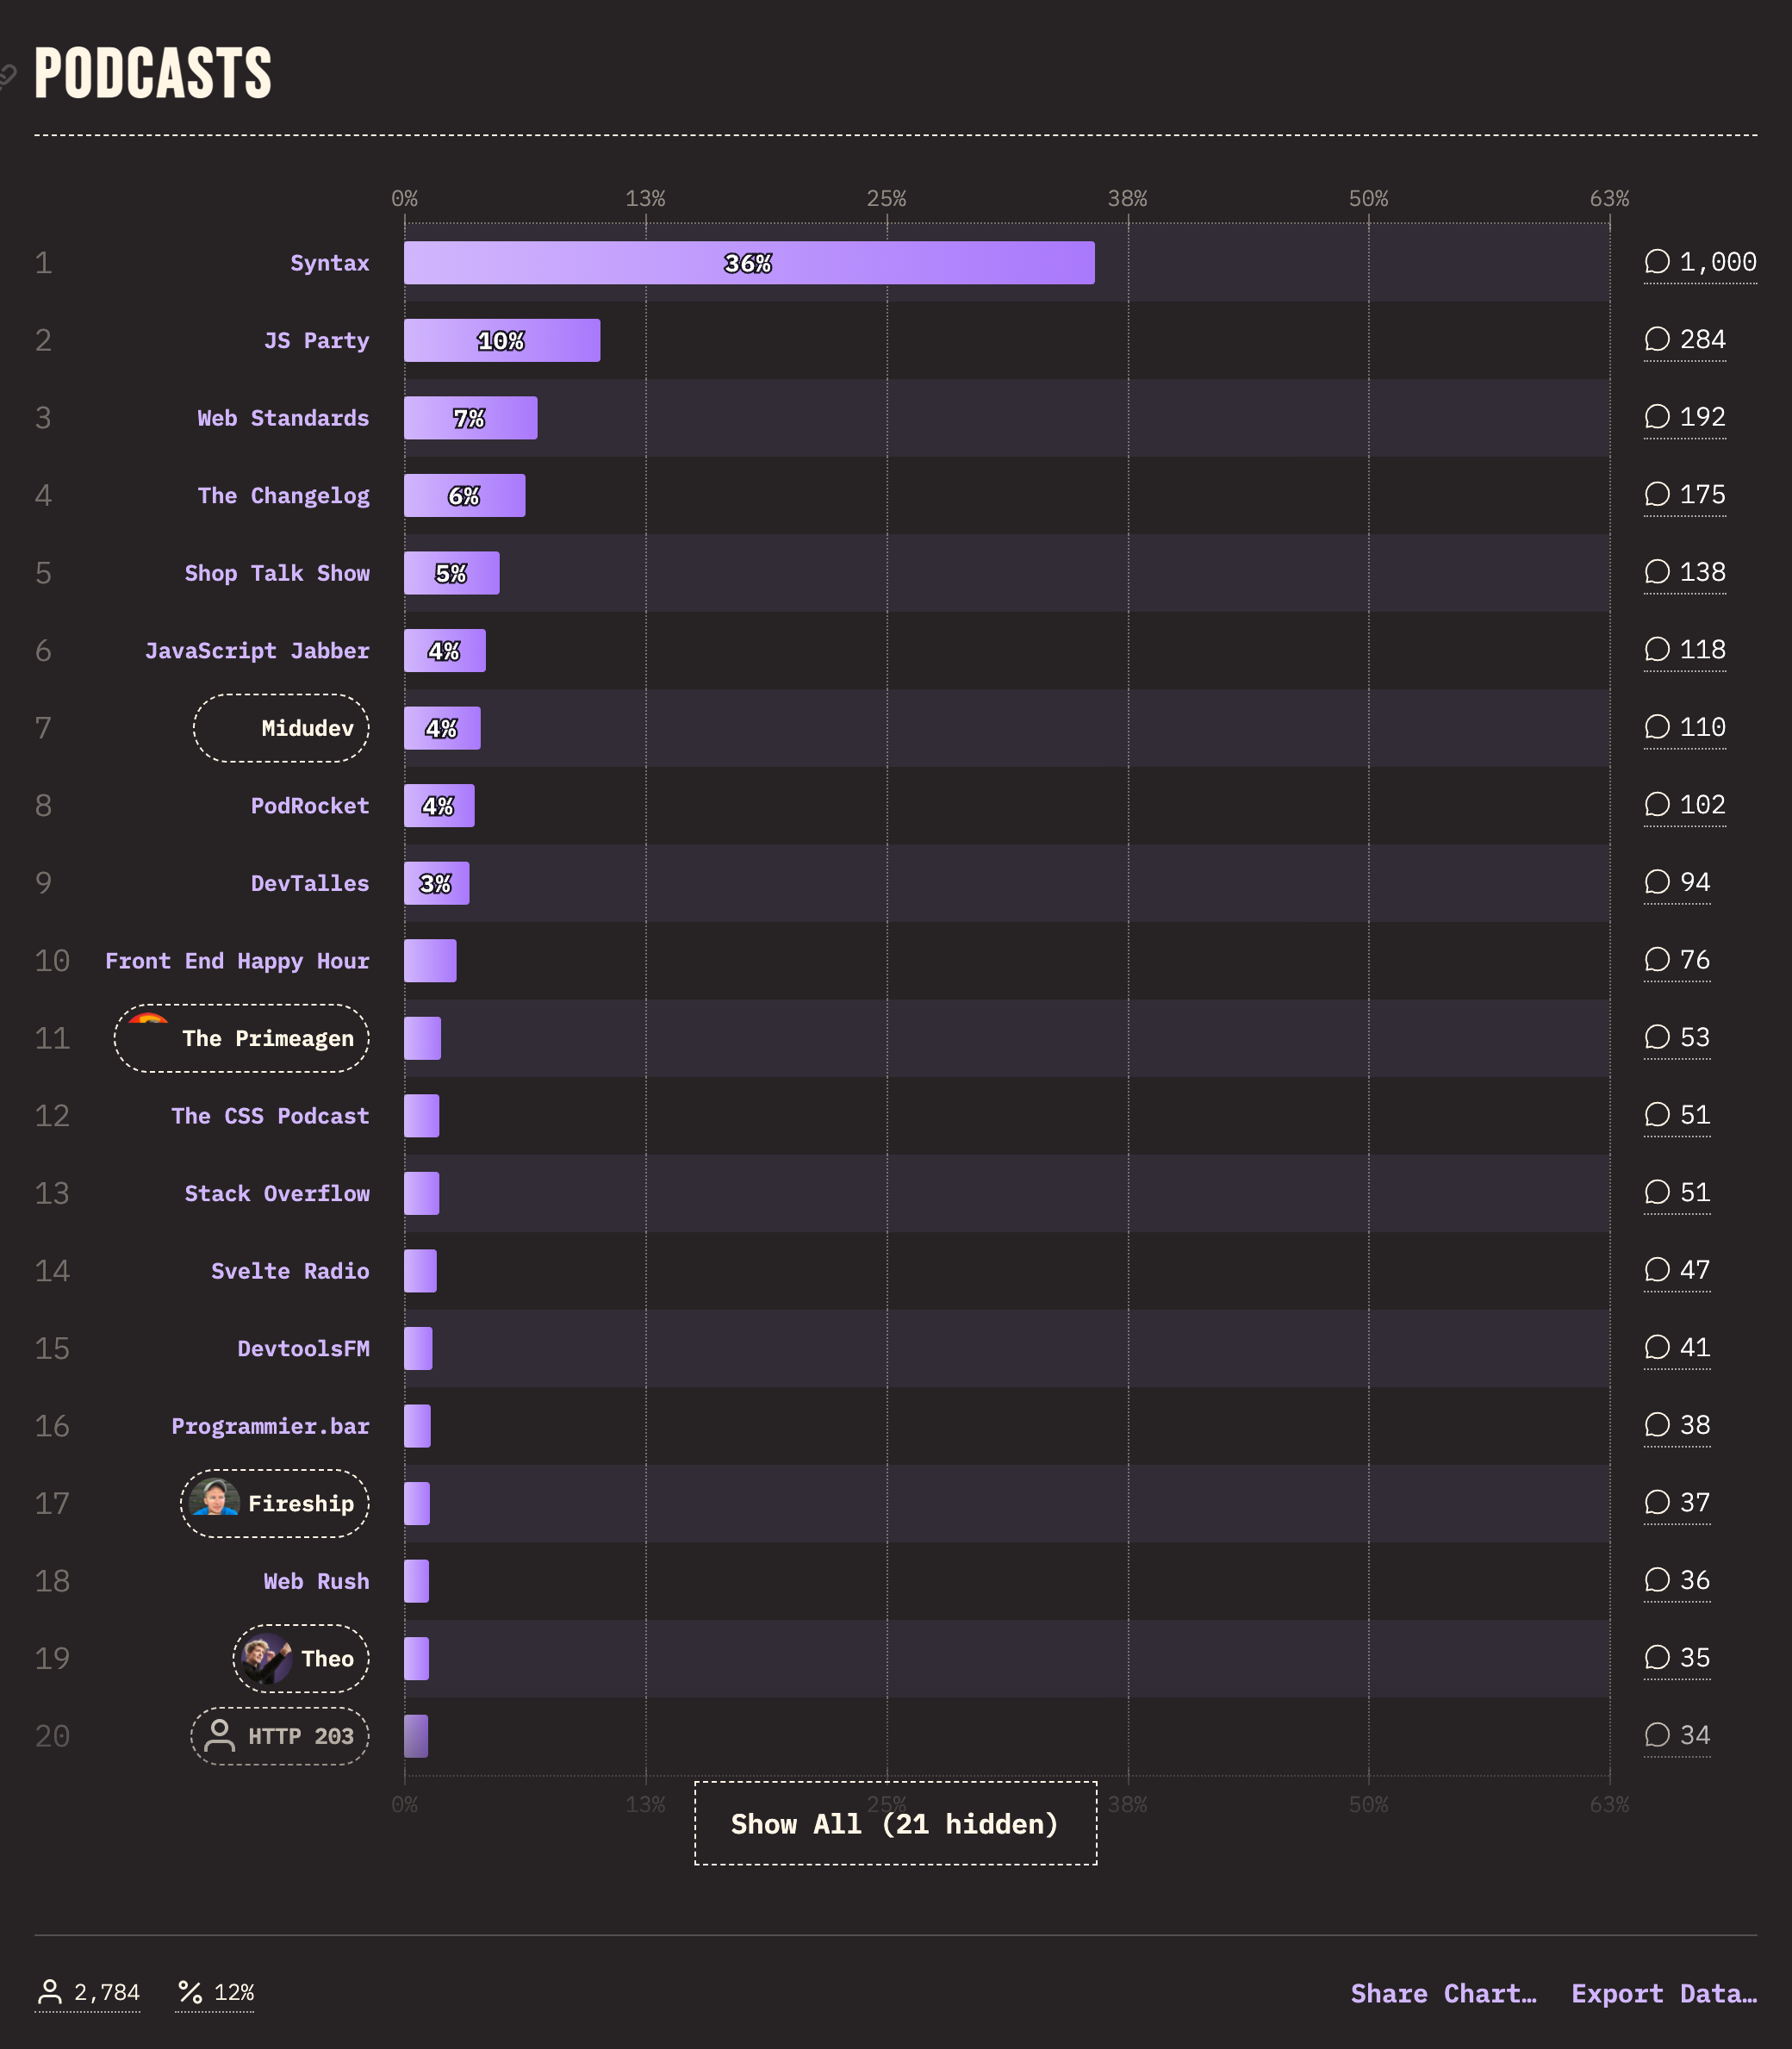 PODCASTS
0% 13% 25% 38% 50% 63%
1 Syntax 36% 1,000
2 JS Party 10% 284
3 Web Standards 7% 192
4 The Changelog 6% 175
5 Shop Talk Show 5% 138
6 JavaScript Jabber 4% 118
7 Midudev 4% 110
8 PodRocket 4% 102
9 DevTalles 3% 94
10 Front End Happy Hour 76
11 The Primeagen 53
12 The CSS Podcast 51
13 Stack Overflow 51
14 Svelte Radio 47
15 DevtoolsFM 41
16 Programmier.bar 38
17 Fireship 37
18 Web Rush 36
19 Theo 35
20 HTTP 203 34
0% 13% 25% 38% 50% 63%
Show All (21 hidden)
2,784 12% Share Chart… Export Data…